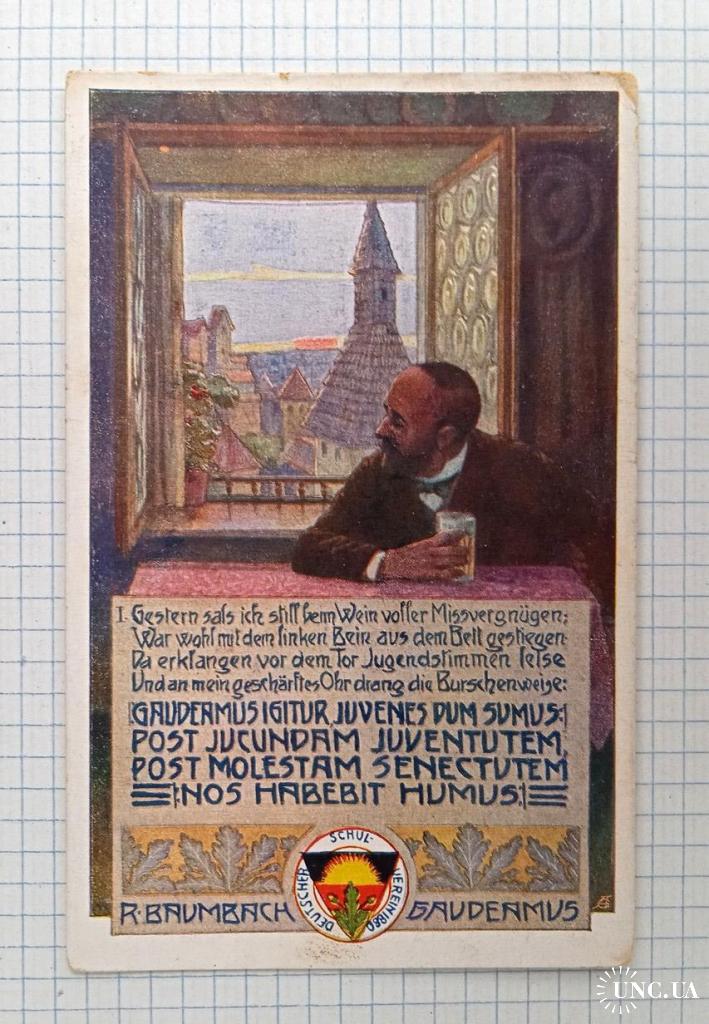 I. Gestern sals ich still beim Wein voller Missvergnügen;
War wohl mit dem linken Bein aus dem Bett gestiegen.
Da erklangen vor dem Tor Jugendstimmen leise
Und an mein geschärftes Ohr drang die Burschenweise:
|:GAUDEAMUS IGITUR, JUVENES DUM SUMUS:|
POST JUCUNDAM JUVENTUTEM,
POST MOLESTAM SENECTUTEM
|:NOS HABEBIT HUMUS.:|
DEUTSCHER SCHUL-VEREIN 1880
R. BAUMBACH GAUDEAMUS
UNC.UA